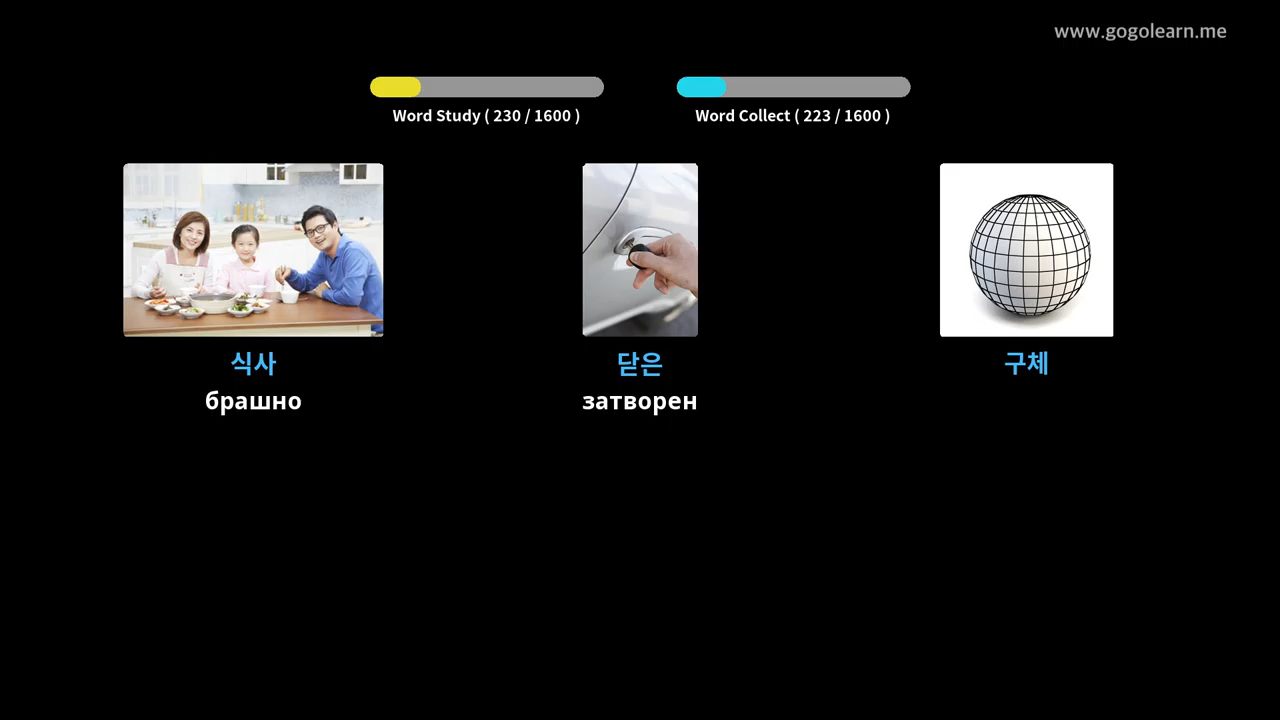 www.gogolearn.me
Word Study ( 230 / 1600 )
Word Collect ( 223 / 1600 )
식사
닫은
구체
брашно
затворен